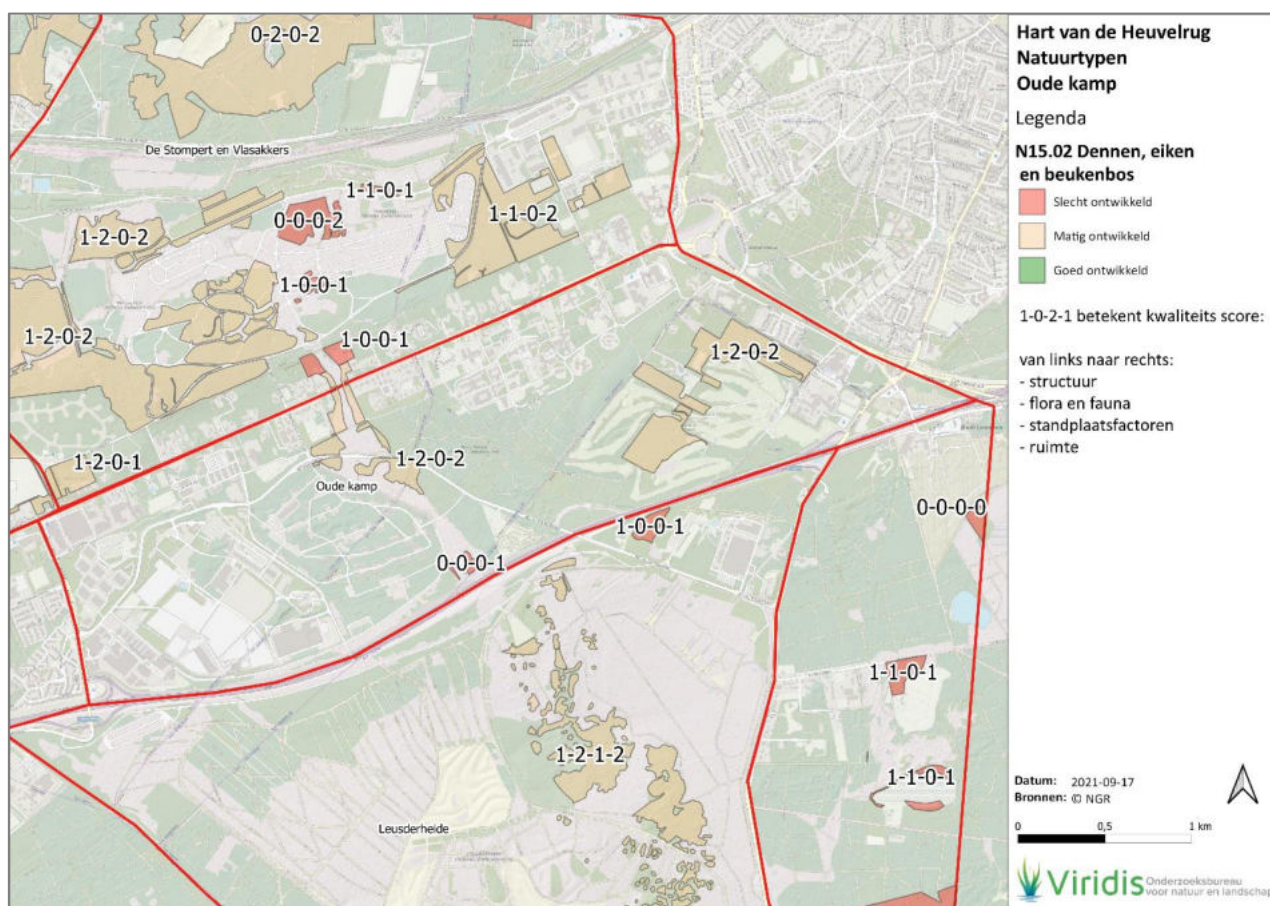 Hart van de Heuvelrug
Natuurtypen
Oude kamp
Legenda
N15.02 Dennen, eiken
en beukenbos
Slecht ontwikkeld
Matig ontwikkeld
Goed ontwikkeld
1-0-2-1 betekent kwaliteits score:
van links naar rechts:
- structuur
- flora en fauna
- standplaatsfactoren
- ruimte
0-2-0-2
De Stompert en Vlasakkers
1-1-0-1
0-0-0-2
1-1-0-2
1-2-0-2
1-0-0-1
1-2-0-2
1-0-0-1
1-2-0-2
1-2-0-1
1-2-0-2
Oude kamp
0-0-0-0
1-0-0-1
0-0-0-1
1-1-0-1
1-2-1-2
1-1-0-1
Leusderheide
Datum: 2021-09-17
Bronnen: © NGR
0 0,5 1 km
Viridis Onderzoeksbureau
voor natuur en landschap